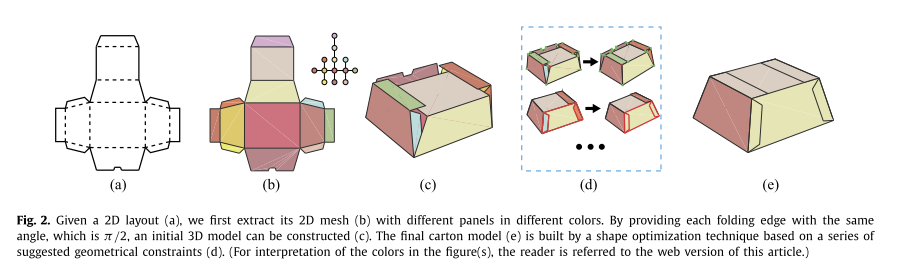 (a)
(b)
(c)
(d)
(e)
Fig. 2. Given a 2D layout (a), we first extract its 2D mesh (b) with different panels in different colors. By providing each folding edge with the same
angle, which is π/2, an initial 3D model can be constructed (c). The final carton model (e) is built by a shape optimization technique based on a series of
suggested geometrical constraints (d). (For interpretation of the colors in the figure(s), the reader is referred to the web version of this article.)